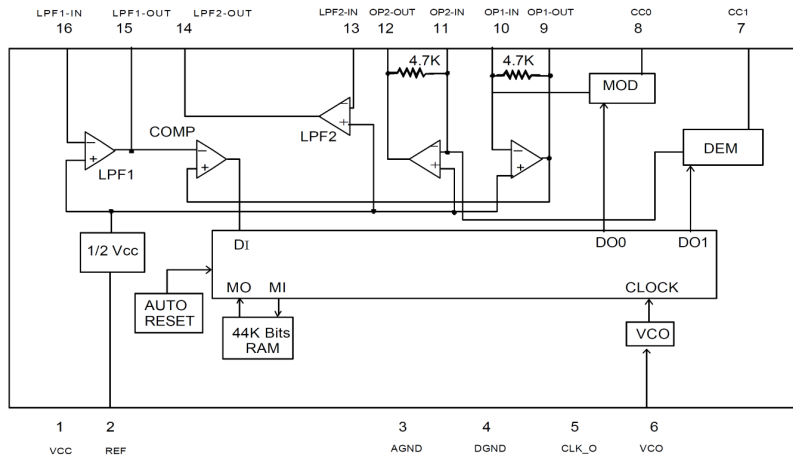 LPF1-IN LPF1-OUT LPF2-OUT LPF2-IN OP2-OUT OP2-IN OP1-IN OP1-OUT CC0 CC1
16 15 14 13 12 11 10 9 8 7
4.7K 4.7K
MOD
COMP
LPF2
LPF1
DEM
1/2 Vcc
DI DO0 DO1
MO MI CLOCK
AUTO
RESET
44K Bits
RAM
VCO
1 2 3 4 5 6
VCC REF AGND DGND CLK_O VCO